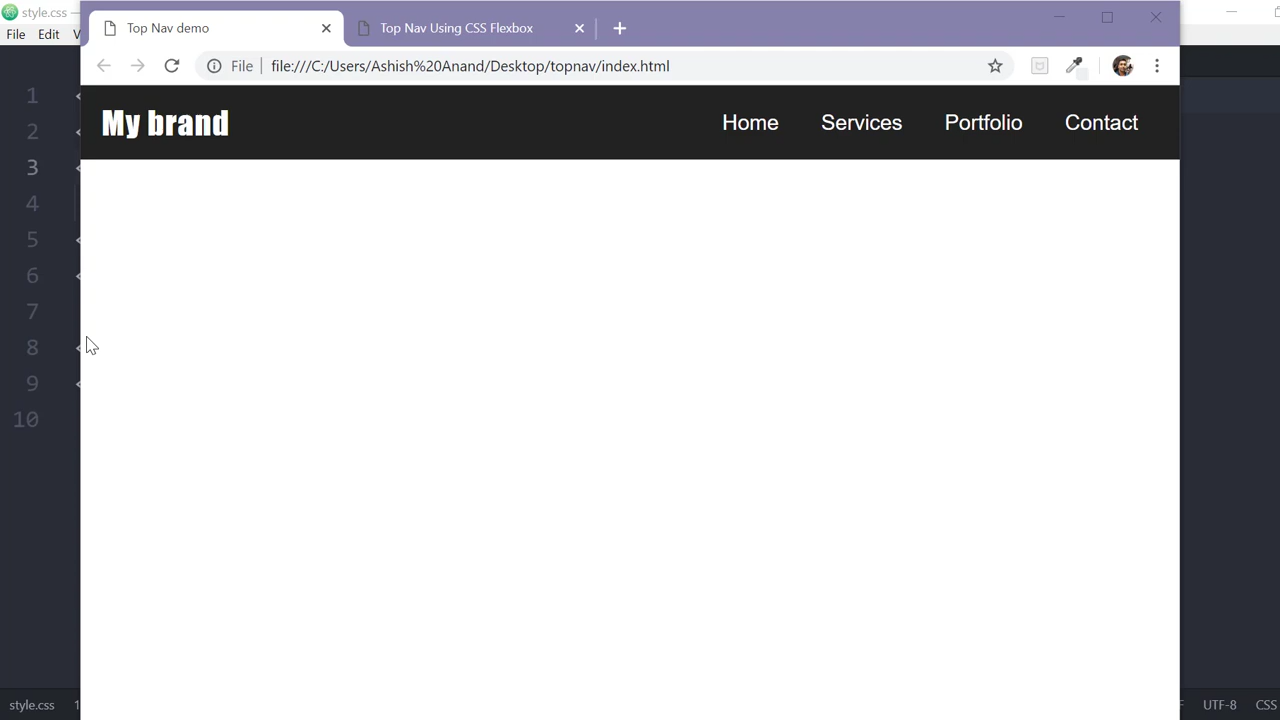 style.css —
Top Nav demo
Top Nav Using CSS Flexbox
File Edit V
File
file:///C:/Users/Ashish%20Anand/Desktop/topnav/index.html
My brand
Home
Services
Portfolio
Contact
1
2
3
4
5
6
7
8
9
10
style.css 1
UTF-8
CSS